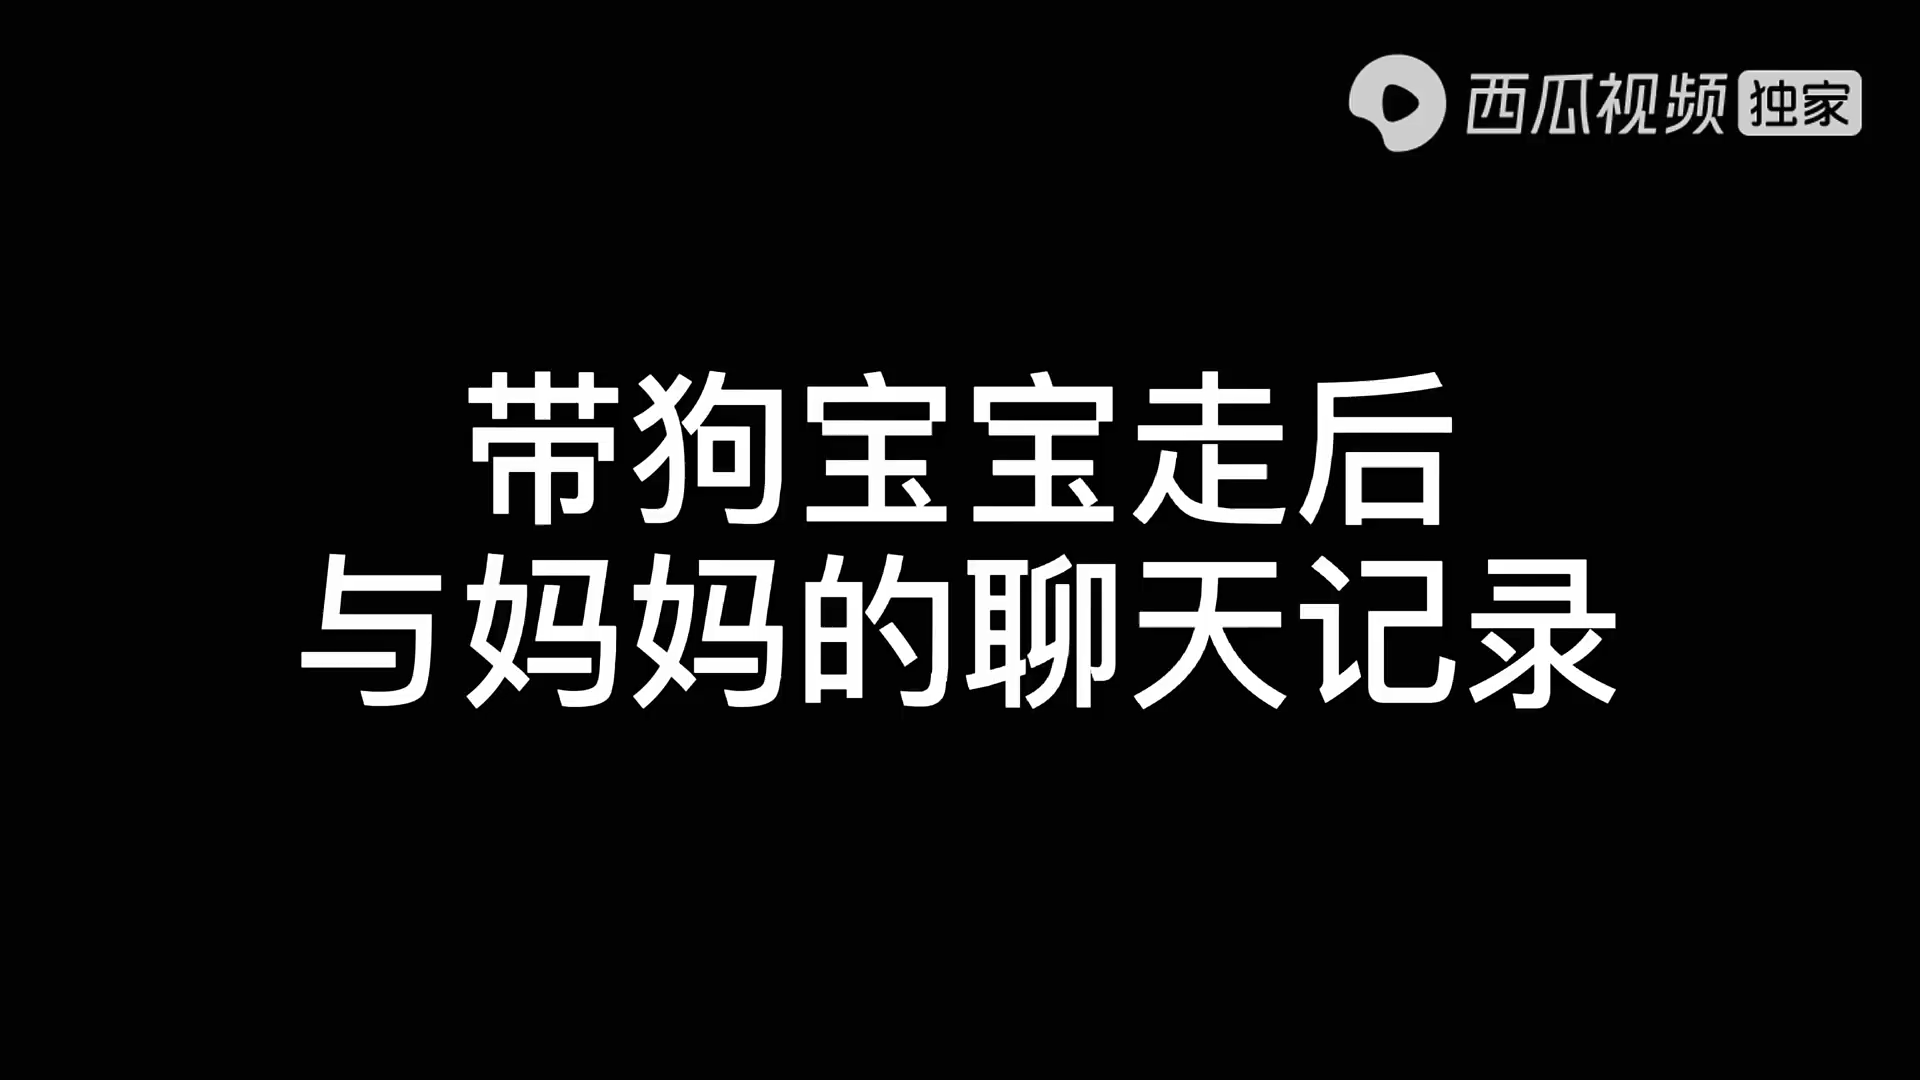 西瓜视频 独家
带狗宝宝走后
与妈妈的聊天记录